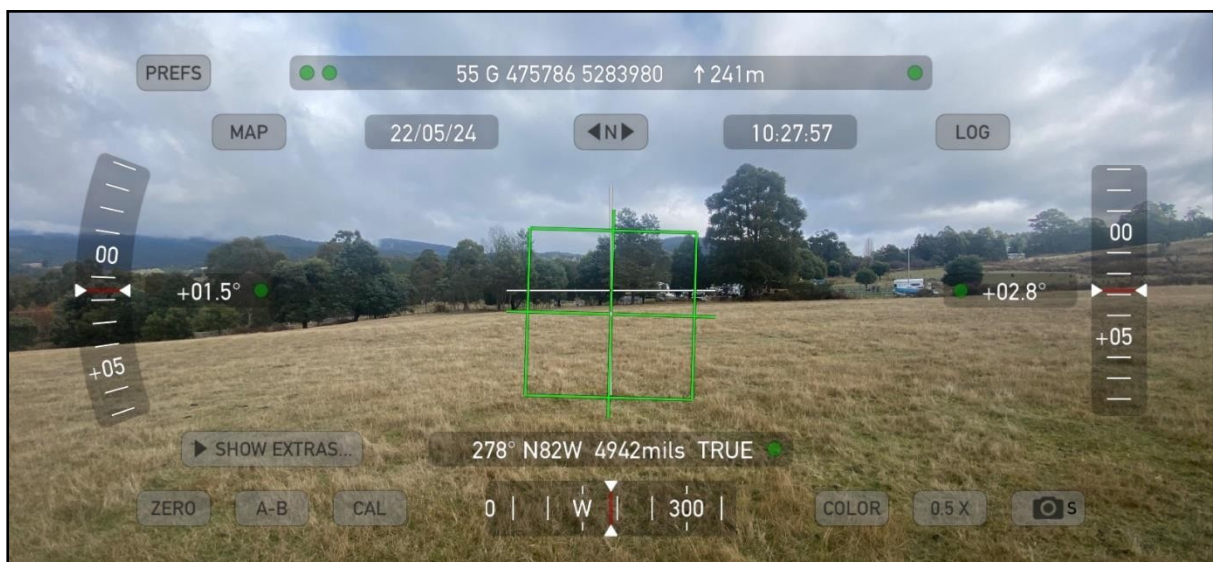 PREFS
55 G 475786 5283980 ↑241m
MAP
22/05/24
◀N▶
10:27:57
LOG
00
+01.5°
+05
00
+02.8°
+05
▶ SHOW EXTRAS...
278° N82W 4942mils TRUE
ZERO
A-B
CAL
0 | | W | | 300 |
COLOR
0.5 X
S